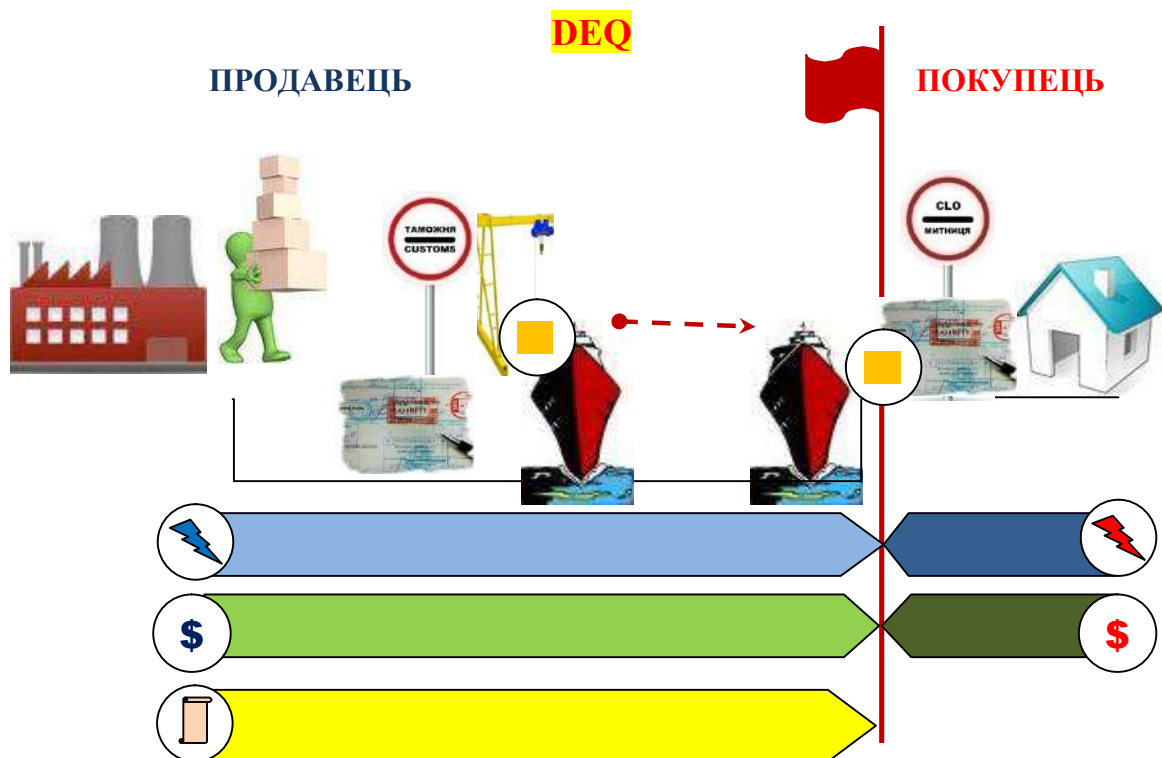 DEQ
ПРОДАВЕЦЬ
ПОКУПЕЦЬ
ТАМОЖНЯ
CUSTOMS
CLO
МИТНИЦЯ
$
$